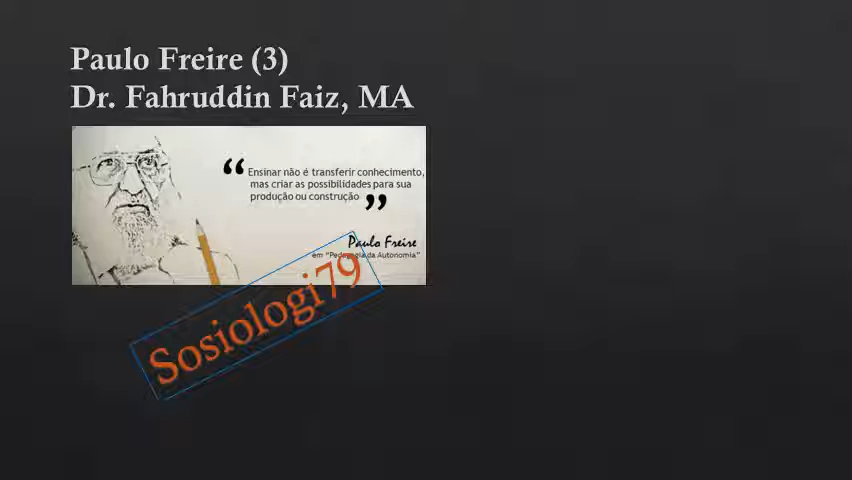 Paulo Freire (3)
Dr. Fahruddin Faiz, MA
“ Ensinar não é transferir conhecimento,
mas criar as possibilidades para sua
produção ou construção ”
Paulo Freire
em “Pedagogia da Autonomia”
Sosiologi79